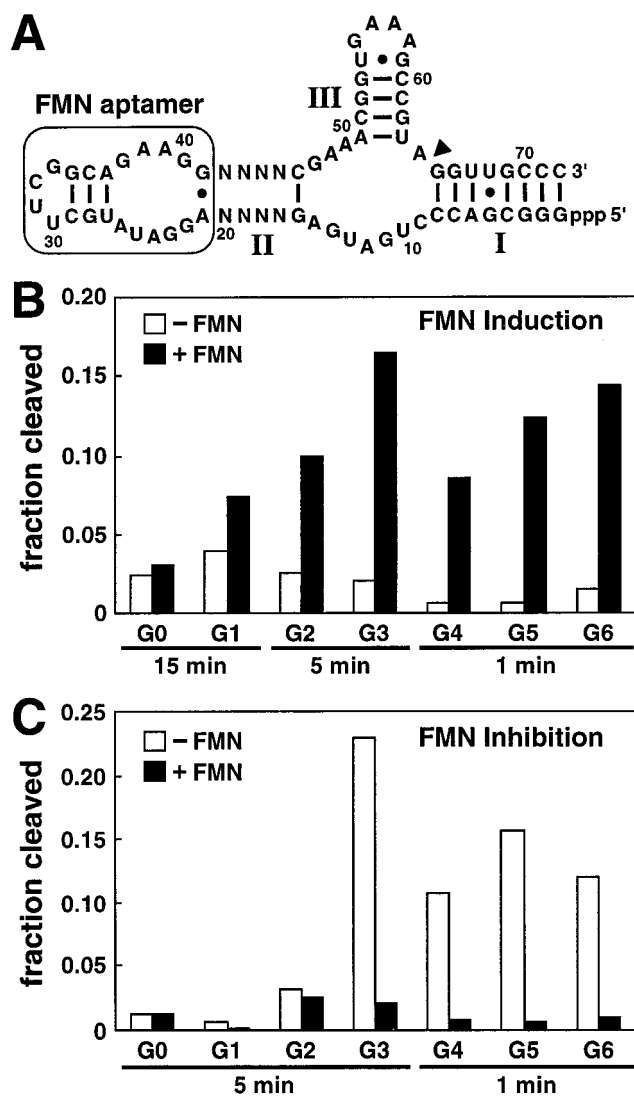 A
FMN aptamer
III
G A A A
U • G 60
G C
G C
50 C G
A U
40
C G G C A G A A G G N N N N C G A A A
A G G U U G C C C 3'
70
U U C G U A U A G G A N N N N G A G U A G U C C C A G C G G G ppp 5'
30 20 II 10 I
B
FMN Induction
− FMN
+ FMN
fraction cleaved
0.20
0.15
0.10
0.05
0
G0 G1 G2 G3 G4 G5 G6
15 min 5 min 1 min
C
FMN Inhibition
− FMN
+ FMN
fraction cleaved
0.25
0.20
0.15
0.10
0.05
0
G0 G1 G2 G3 G4 G5 G6
5 min 1 min